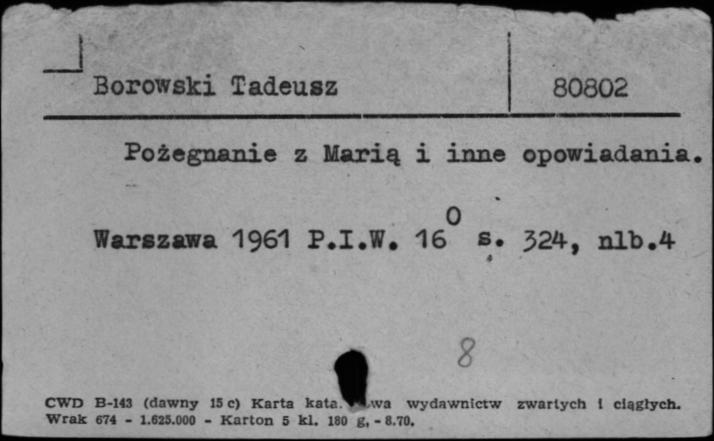 Borowski Tadeusz 80802
Pożegnanie z Marią i inne opowiadania.
Warszawa 1961 P.I.W. 16° s. 324, nlb.4
8
CWD B-143 (dawny 15 c) Karta kata. wa wydawnictw zwartych i ciągłych.
Wrak 674 - 1.625.000 - Karton 5 kl. 180 g, - 8.70.